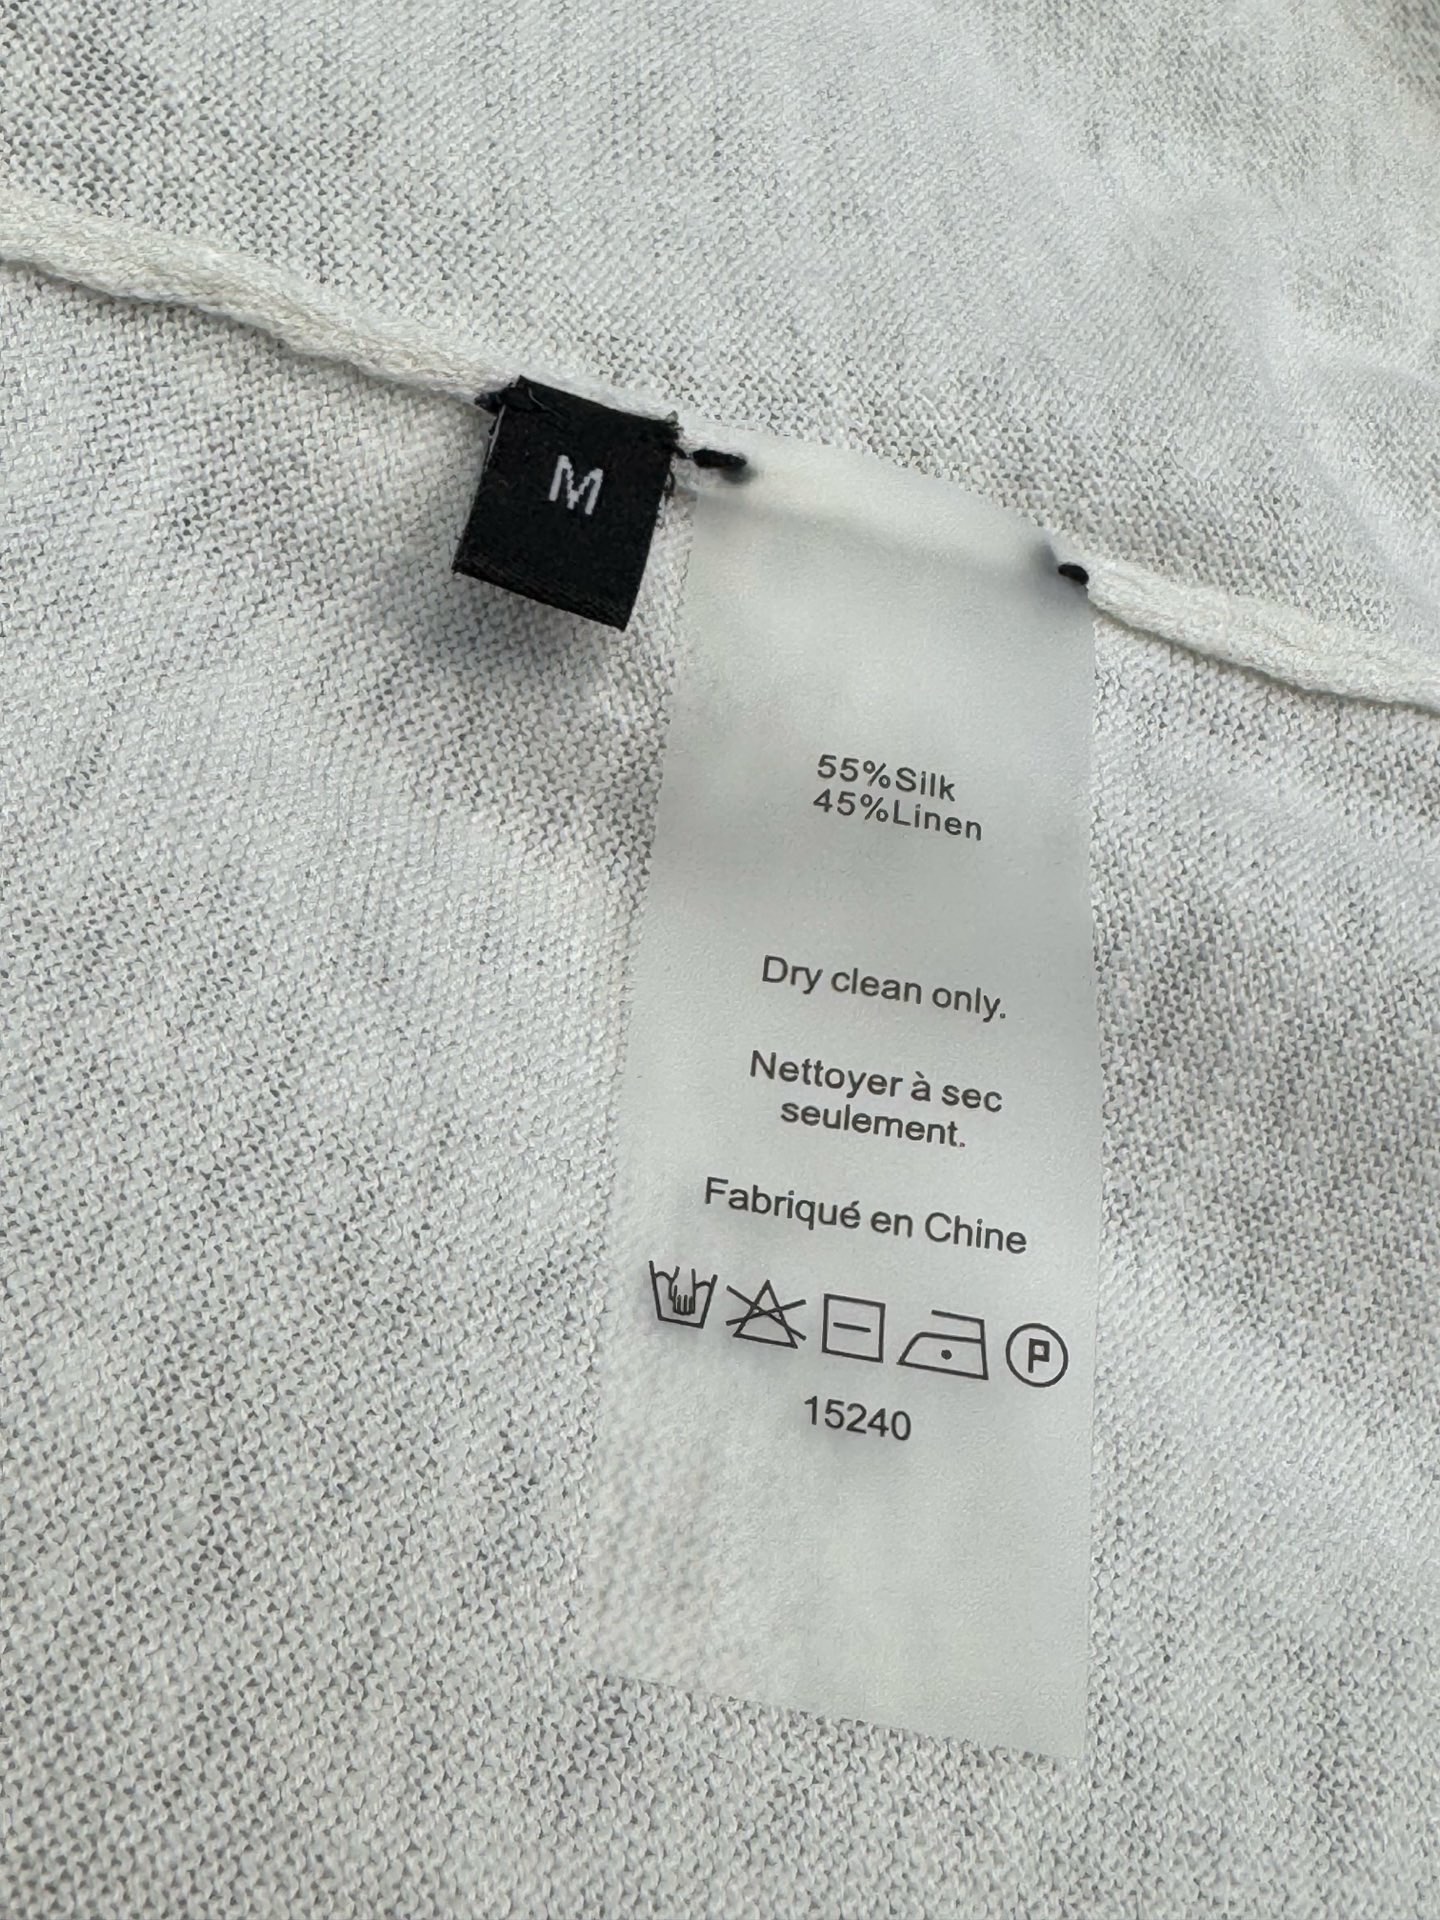 M
55%Silk
45%Linen
Dry clean only.
Nettoyer à sec
seulement.
Fabriqué en Chine
P
15240